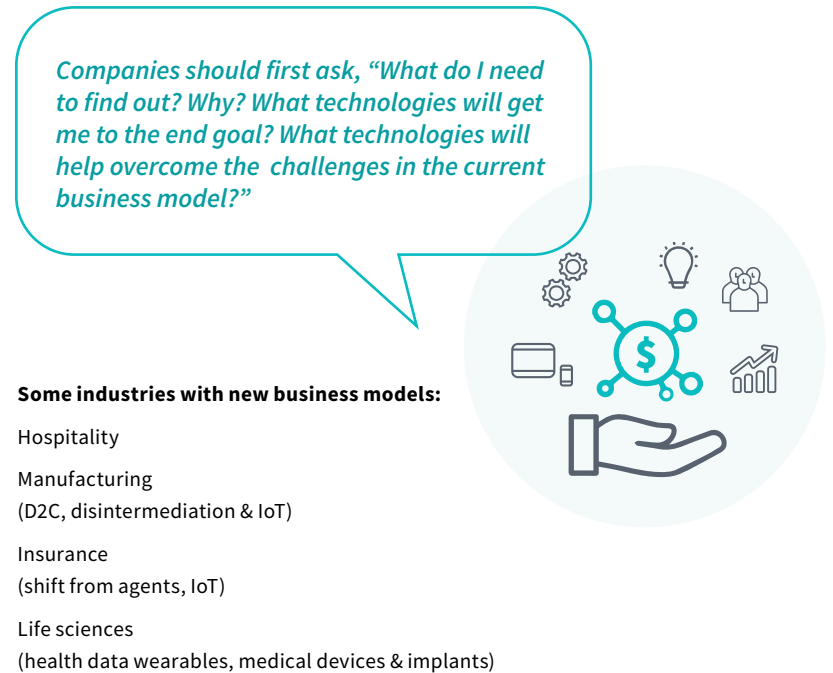 Companies should first ask, “What do I need
to find out? Why? What technologies will get
me to the end goal? What technologies will
help overcome the  challenges in the current
business model?”
$
Some industries with new business models:
Hospitality
Manufacturing
(D2C, disintermediation & IoT)
Insurance
(shift from agents, IoT)
Life sciences
(health data wearables, medical devices & implants)